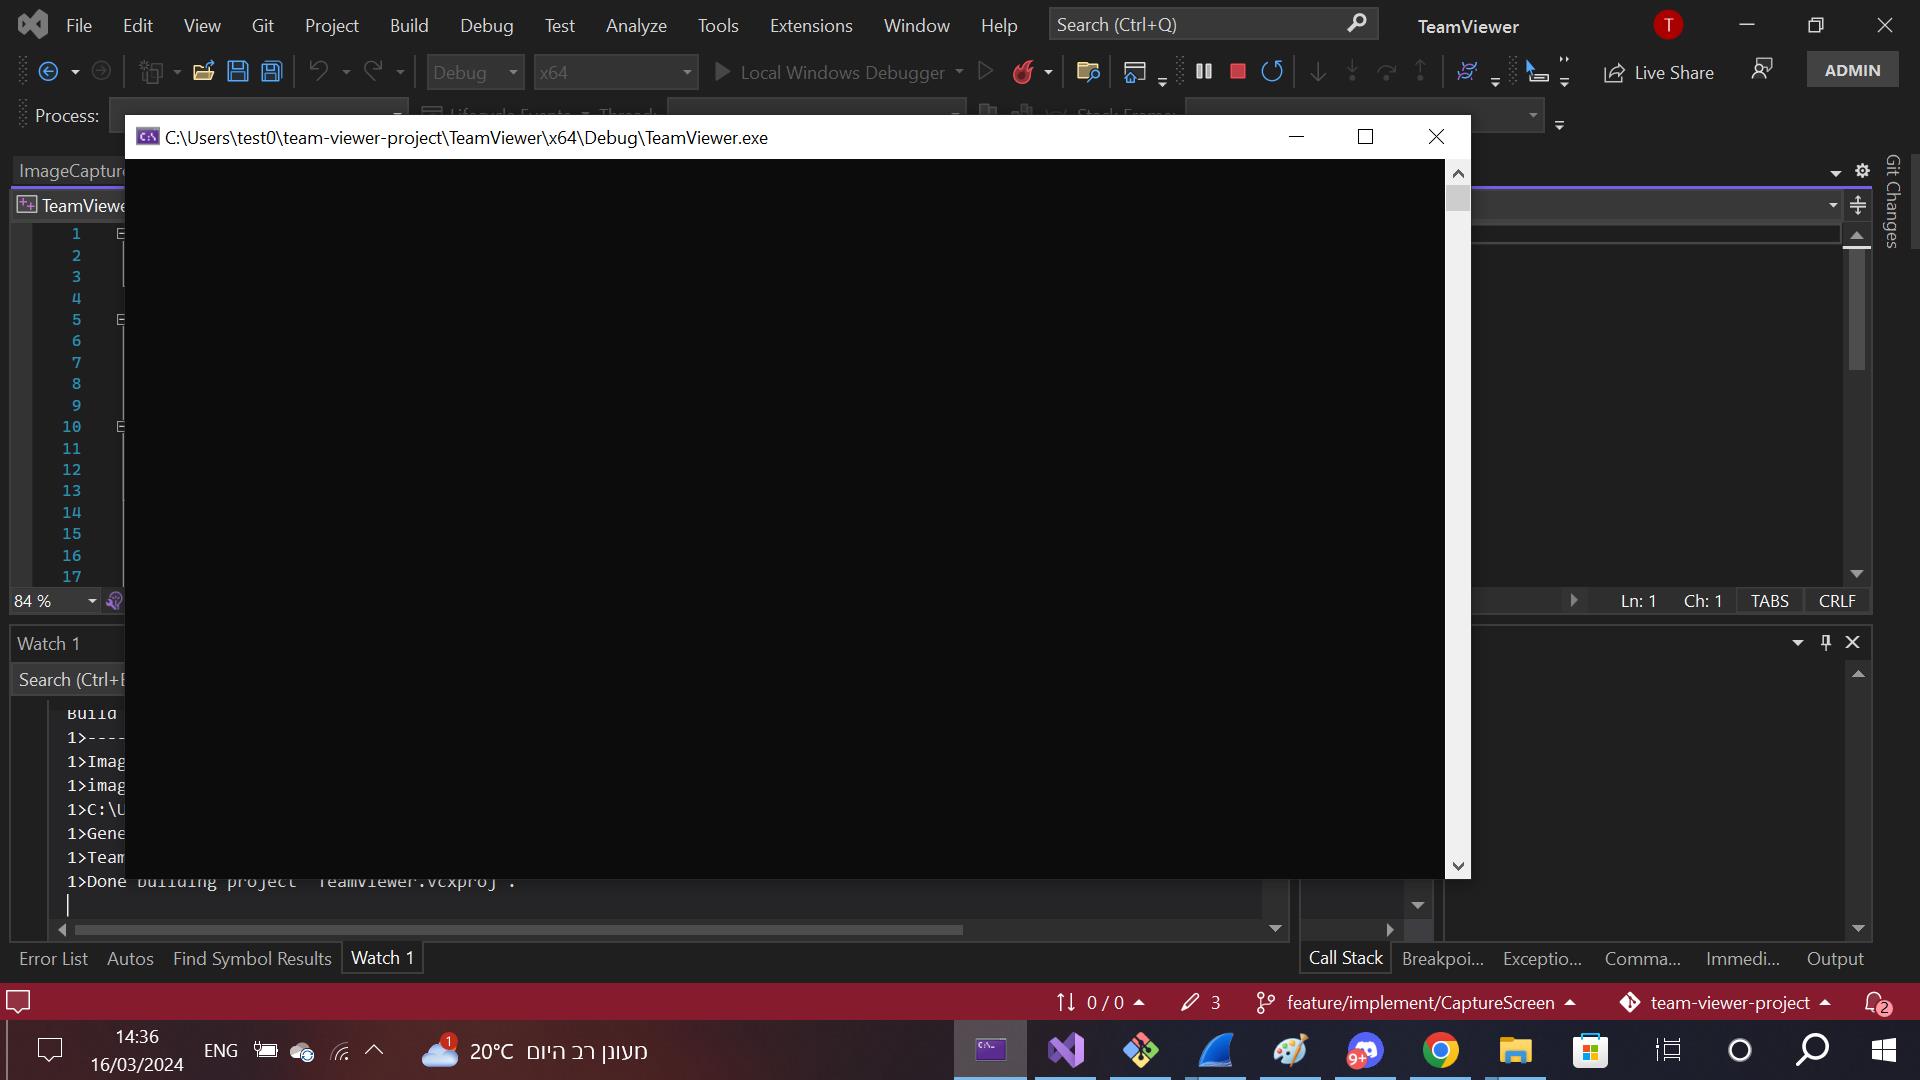 File Edit View Git Project Build Debug Test Analyze Tools Extensions Window Help Search (Ctrl+Q) TeamViewer T
Debug x64 Local Windows Debugger Live Share ADMIN
Process:
C:\Users\test0\team-viewer-project\TeamViewer\x64\Debug\TeamViewer.exe
ImageCapture
TeamViewe
Git Changes
1
2
3
4
5
6
7
8
9
10
11
12
13
14
15
16
17
84 % Ln: 1 Ch: 1 TABS CRLF
Watch 1
Search (Ctrl+E
Build
1>----
1>Imag
1>imag
1>C:\U
1>Gene
1>Team
1>Done building project "TeamViewer.vcxproj".
Error List Autos Find Symbol Results Watch 1 Call Stack Breakpoi... Exceptio... Comma... Immedi... Output
0 / 0 3 feature/implement/CaptureScreen team-viewer-project 2
14:36
16/03/2024
ENG
1
20°C מעונן רב היום
9+